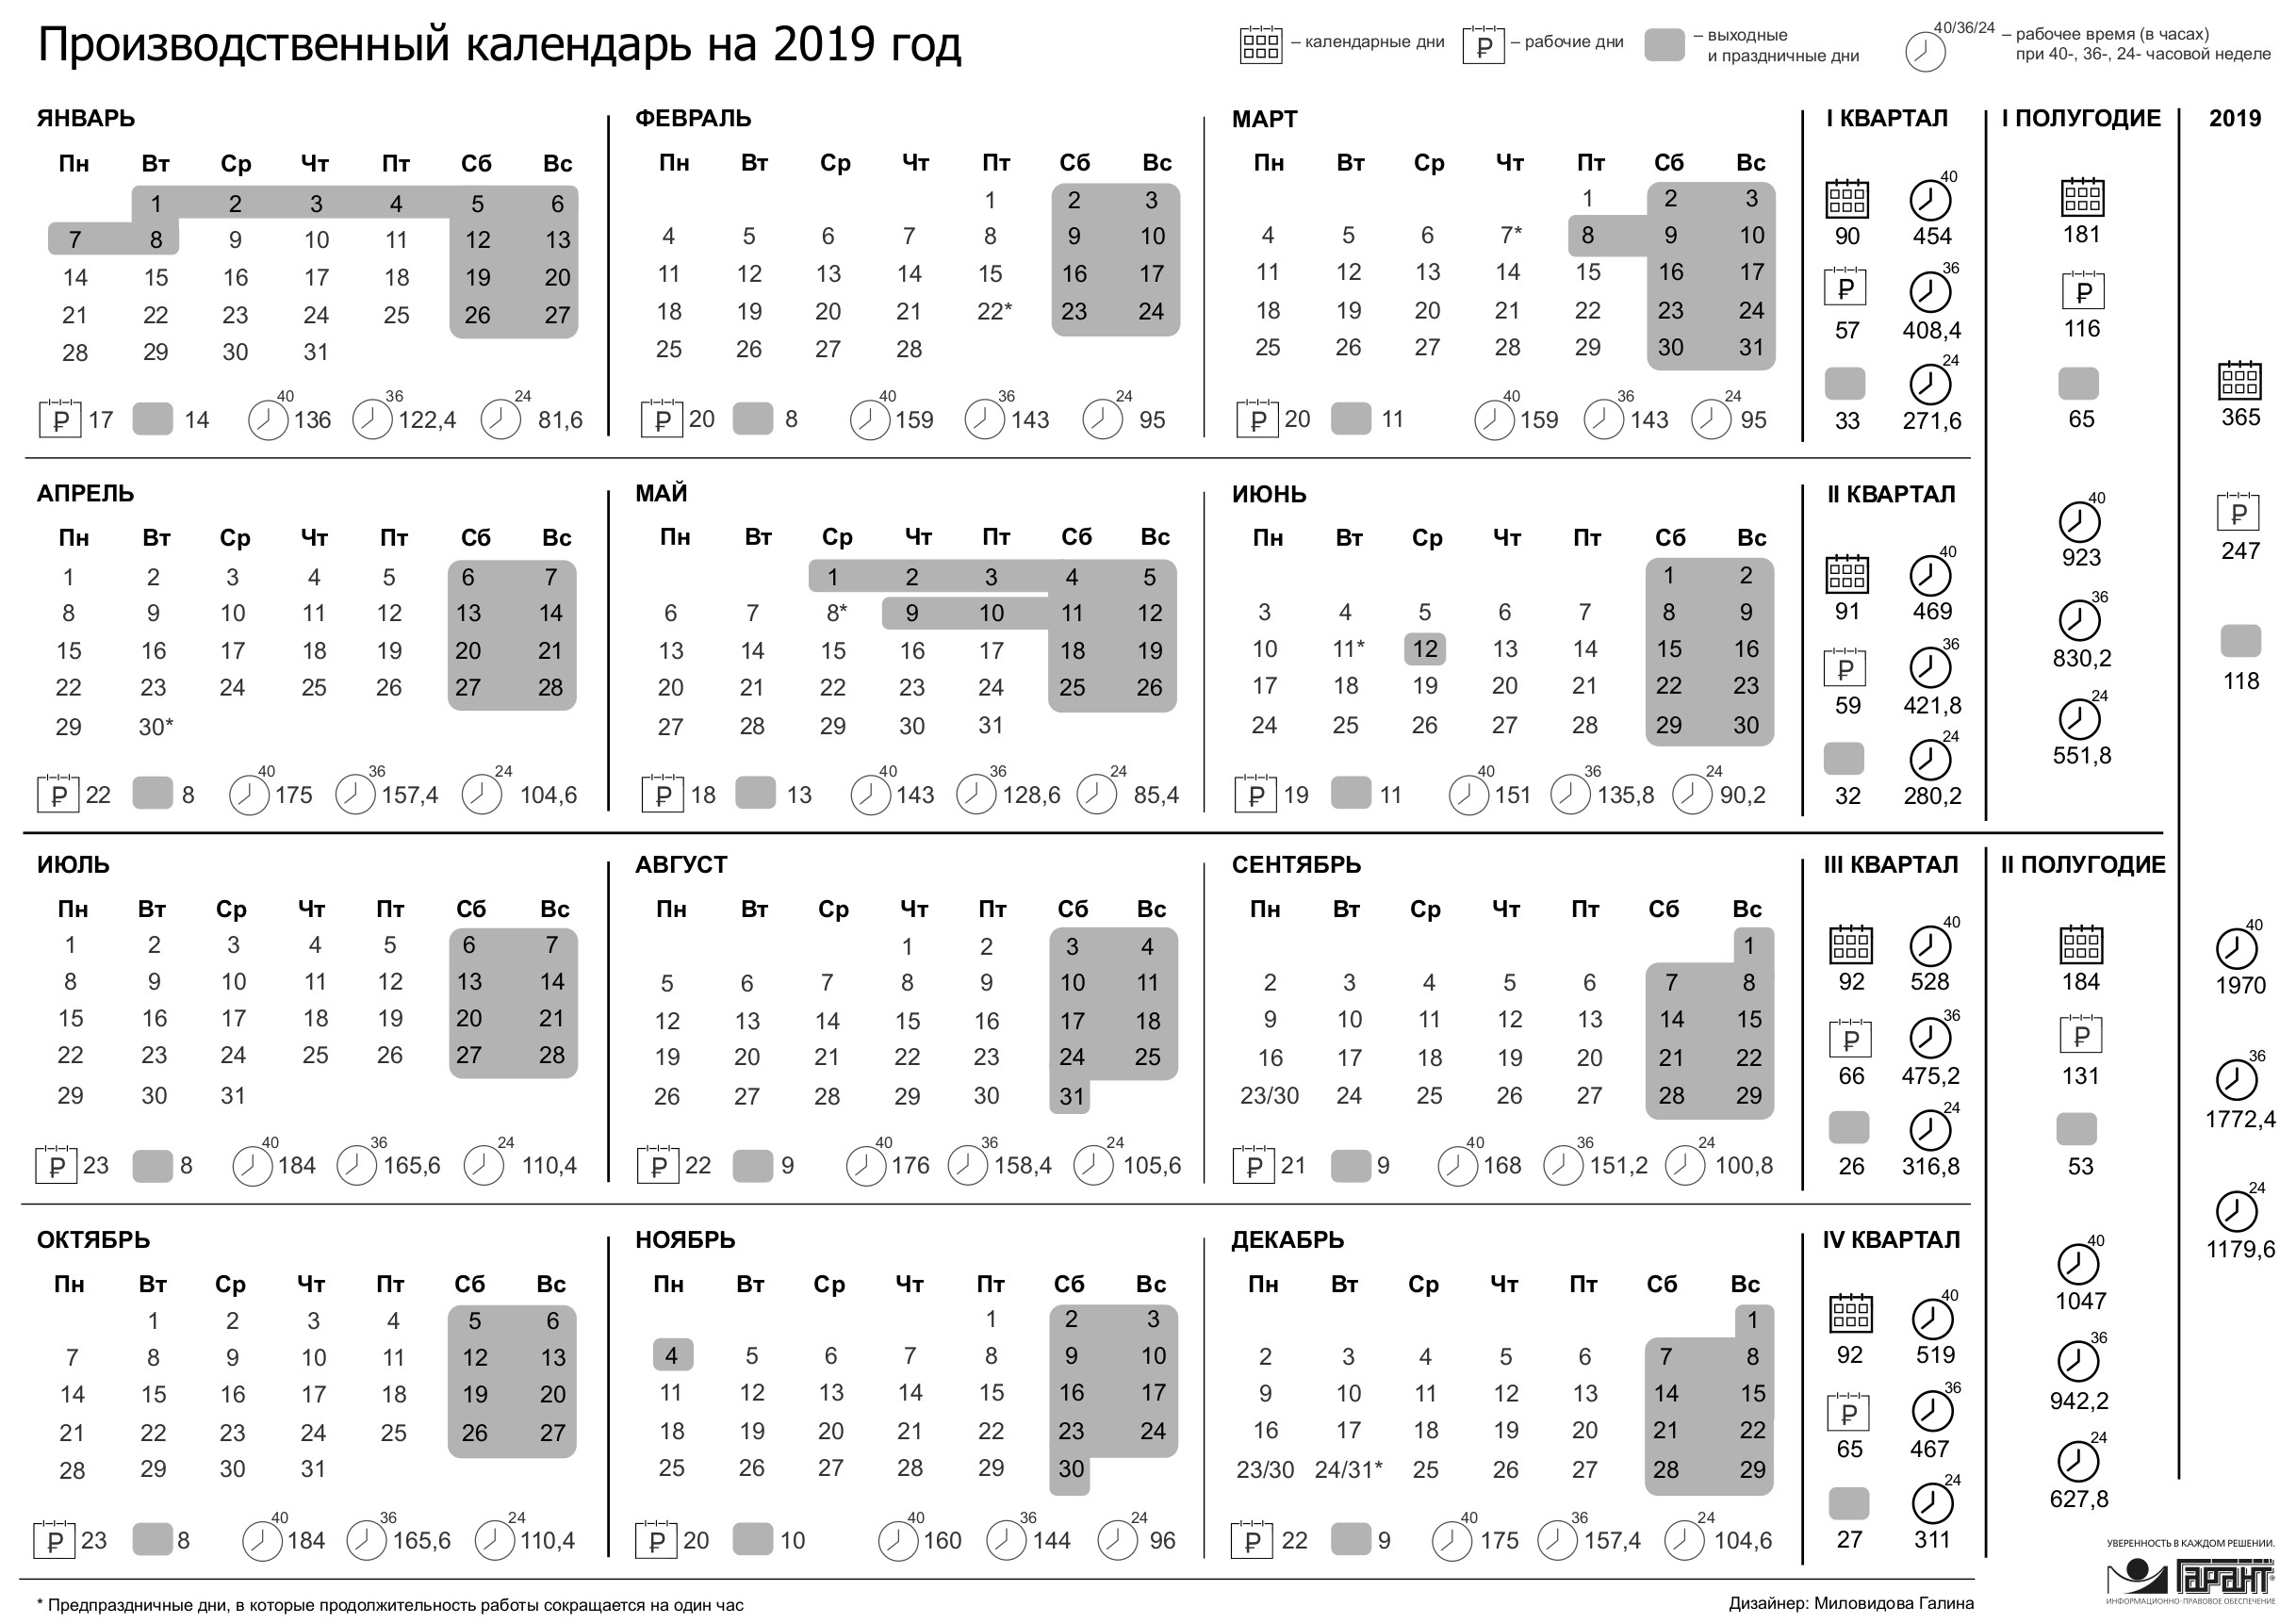 Производственный календарь на 2019 год
– календарные дни
– рабочие дни
– выходные
и праздничные дни
40/36/24
– рабочее время (в часах)
при 40-, 36-, 24- часовой неделе
ЯНВАРЬ
Пн Вт Ср Чт Пт Сб Вс
1 2 3 4 5 6
7 8 9 10 11 12 13
14 15 16 17 18 19 20
21 22 23 24 25 26 27
28 29 30 31
17 14 40 136 36 122,4 24 81,6
ФЕВРАЛЬ
Пн Вт Ср Чт Пт Сб Вс
1 2 3
4 5 6 7 8 9 10
11 12 13 14 15 16 17
18 19 20 21 22* 23 24
25 26 27 28
20 8 40 159 36 143 24 95
МАРТ
Пн Вт Ср Чт Пт Сб Вс
1 2 3
4 5 6 7* 8 9 10
11 12 13 14 15 16 17
18 19 20 21 22 23 24
25 26 27 28 29 30 31
20 11 40 159 36 143 24 95
I КВАРТАЛ
40
90 454
36
57 408,4
24
33 271,6
АПРЕЛЬ
Пн Вт Ср Чт Пт Сб Вс
1 2 3 4 5 6 7
8 9 10 11 12 13 14
15 16 17 18 19 20 21
22 23 24 25 26 27 28
29 30*
22 8 40 175 36 157,4 24 104,6
МАЙ
Пн Вт Ср Чт Пт Сб Вс
1 2 3 4 5
6 7 8* 9 10 11 12
13 14 15 16 17 18 19
20 21 22 23 24 25 26
27 28 29 30 31
18 13 40 143 36 128,6 24 85,4
ИЮНЬ
Пн Вт Ср Чт Пт Сб Вс
1 2
3 4 5 6 7 8 9
10 11* 12 13 14 15 16
17 18 19 20 21 22 23
24 25 26 27 28 29 30
19 11 40 151 36 135,8 24 90,2
II КВАРТАЛ
40
91 469
36
59 421,8
24
32 280,2
I ПОЛУГОДИЕ
181
116
65
40
923
36
830,2
24
551,8
ИЮЛЬ
Пн Вт Ср Чт Пт Сб Вс
1 2 3 4 5 6 7
8 9 10 11 12 13 14
15 16 17 18 19 20 21
22 23 24 25 26 27 28
29 30 31
23 8 40 184 36 165,6 24 110,4
АВГУСТ
Пн Вт Ср Чт Пт Сб Вс
1 2 3 4
5 6 7 8 9 10 11
12 13 14 15 16 17 18
19 20 21 22 23 24 25
26 27 28 29 30 31
22 9 40 176 36 158,4 24 105,6
СЕНТЯБРЬ
Пн Вт Ср Чт Пт Сб Вс
1
2 3 4 5 6 7 8
9 10 11 12 13 14 15
16 17 18 19 20 21 22
23/30 24 25 26 27 28 29
21 9 40 168 36 151,2 24 100,8
III КВАРТАЛ
40
92 528
36
66 475,2
24
26 316,8
ОКТЯБРЬ
Пн Вт Ср Чт Пт Сб Вс
1 2 3 4 5 6
7 8 9 10 11 12 13
14 15 16 17 18 19 20
21 22 23 24 25 26 27
28 29 30 31
23 8 40 184 36 165,6 24 110,4
НОЯБРЬ
Пн Вт Ср Чт Пт Сб Вс
1 2 3
4 5 6 7 8 9 10
11 12 13 14 15 16 17
18 19 20 21 22 23 24
25 26 27 28 29 30
20 10 40 160 36 144 24 96
ДЕКАБРЬ
Пн Вт Ср Чт Пт Сб Вс
1
2 3 4 5 6 7 8
9 10 11 12 13 14 15
16 17 18 19 20 21 22
23/30 24/31* 25 26 27 28 29
22 9 40 175 36 157,4 24 104,6
IV КВАРТАЛ
40
92 519
36
65 467
24
27 311
II ПОЛУГОДИЕ
184
131
53
40
1047
36
942,2
24
627,8
2019
365
247
118
40
1970
36
1772,4
24
1179,6
* Предпраздничные дни, в которые продолжительность работы сокращается на один час
Дизайнер: Миловидова Галина
УВЕРЕННОСТЬ В КАЖДОМ РЕШЕНИИ.
ГАРАНТ®
ИНФОРМАЦИОННО-ПРАВОВОЕ ОБЕСПЕЧЕНИЕ